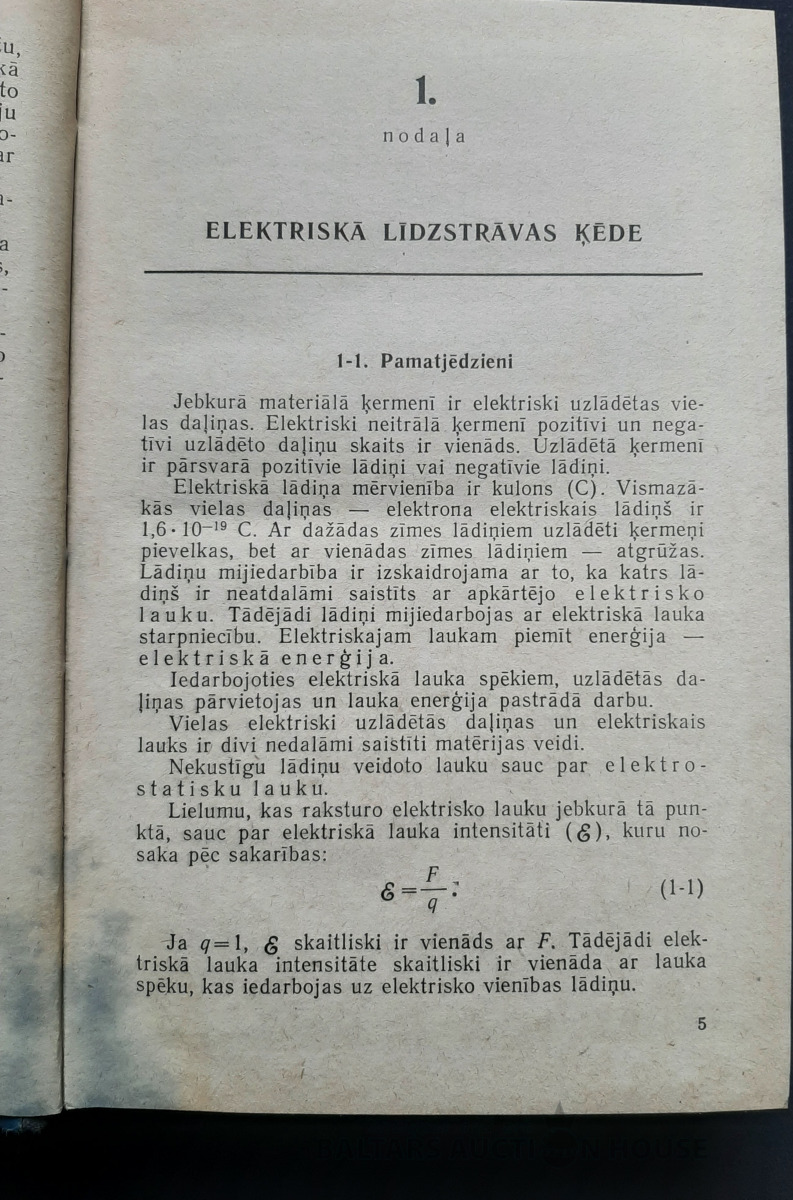 šu,
kā
to
ju
o-
ar
a-
a
s,
-
-
o
-
1.
nodaļa
ELEKTRISKĀ LĪDZSTRĀVAS ĶĒDE
1-1. Pamatjēdzieni
Jebkurā materiālā ķermenī ir elektriski uzlādētas vie-
las daļiņas. Elektriski neitrālā ķermenī pozitīvi un nega-
tīvi uzlādēto daļiņu skaits ir vienāds. Uzlādētā ķermenī
ir pārsvarā pozitīvie lādiņi vai negatīvie lādiņi.
Elektriskā lādiņa mērvienība ir kulons (C). Vismazā-
kās vielas daļiņas — elektrona elektriskais lādiņš ir
1,6·10⁻¹⁹ C. Ar dažādas zīmes lādiņiem uzlādēti ķermeņi
pievelkas, bet ar vienādas zīmes lādiņiem — atgrūžas.
Lādiņu mijiedarbība ir izskaidrojama ar to, ka katrs lā-
diņš ir neatdalāmi saistīts ar apkārtējo elektrisko
lauku. Tādējādi lādiņi mijiedarbojas ar elektriskā lauka
starpniecību. Elektriskajam laukam piemīt enerģija —
elektriskā enerģija.
Iedarbojoties elektriskā lauka spēkiem, uzlādētās da-
ļiņas pārvietojas un lauka enerģija pastrādā darbu.
Vielas elektriski uzlādētās daļiņas un elektriskais
lauks ir divi nedalāmi saistīti matērijas veidi.
Nekustīgu lādiņu veidoto lauku sauc par elektro-
statisku lauku.
Lielumu, kas raksturo elektrisko lauku jebkurā tā pun-
ktā, sauc par elektriskā lauka intensitāti (ℰ), kuru no-
saka pēc sakarības:
ℰ = F/q. (1-1)
Ja q=1, ℰ skaitliski ir vienāds ar F. Tādējādi elek-
triskā lauka intensitāte skaitliski ir vienāda ar lauka
spēku, kas iedarbojas uz elektrisko vienības lādiņu.
5
BALTARS AUCTION HOUSE